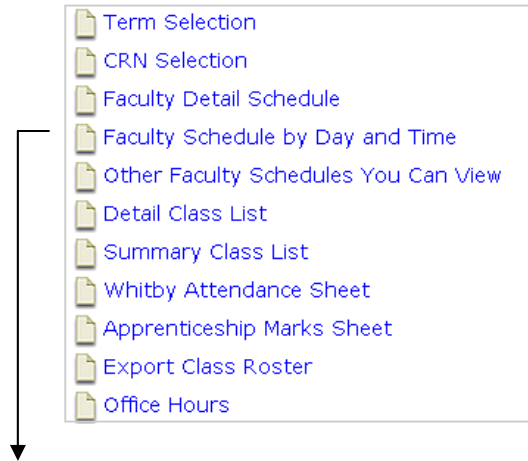 Term Selection
CRN Selection
Faculty Detail Schedule
Faculty Schedule by Day and Time
Other Faculty Schedules You Can View
Detail Class List
Summary Class List
Whitby Attendance Sheet
Apprenticeship Marks Sheet
Export Class Roster
Office Hours